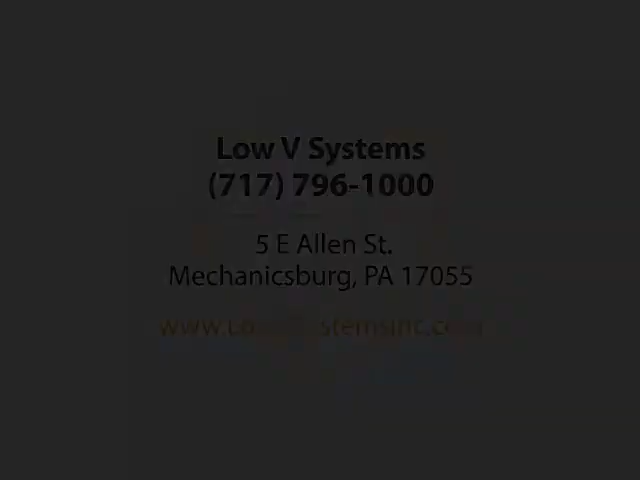 Low V Systems
(717) 796-1000
5 E Allen St.
Mechanicsburg, PA 17055